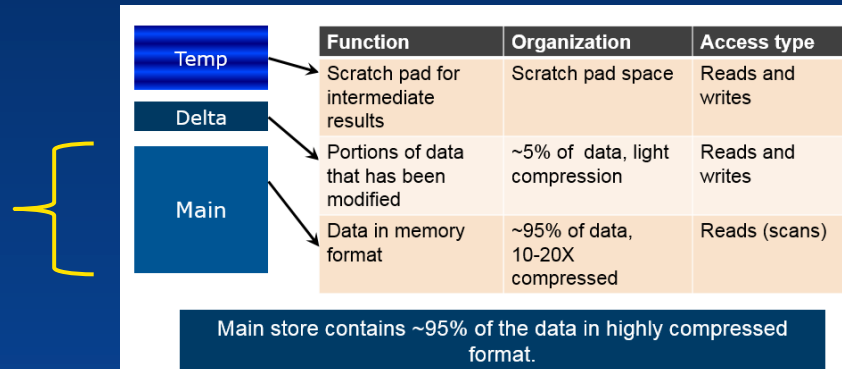 Temp
Delta
Main
Function Organization Access type
Scratch pad for Scratch pad space Reads and
intermediate writes
results
Portions of data ~5% of data, light Reads and
that has been compression writes
modified
Data in memory ~95% of data, Reads (scans)
format 10-20X
compressed
Main store contains ~95% of the data in highly compressed
format.